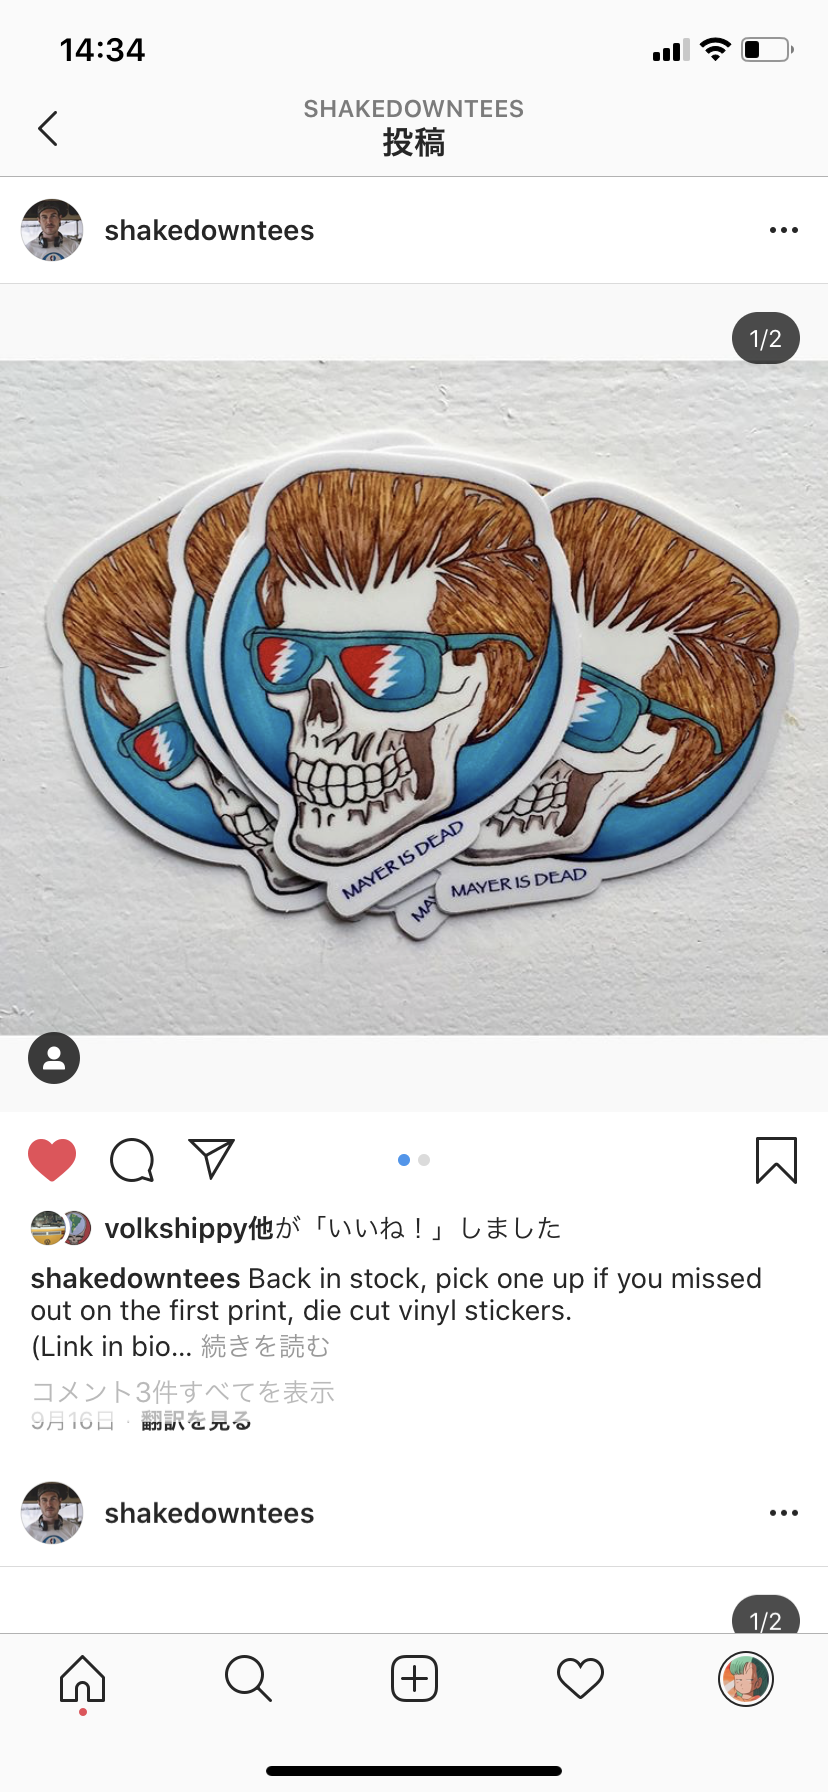 14:34
SHAKEDOWNTEES
投稿
shakedowntees
1/2
MAYER IS DEAD
MAY
MAYER IS DEAD
volkshippy他が「いいね！」しました
shakedowntees Back in stock, pick one up if you missed
out on the first print, die cut vinyl stickers.
(Link in bio... 続きを読む
コメント3件すべてを表示
9月16日 · 翻訳を見る
shakedowntees
1/2